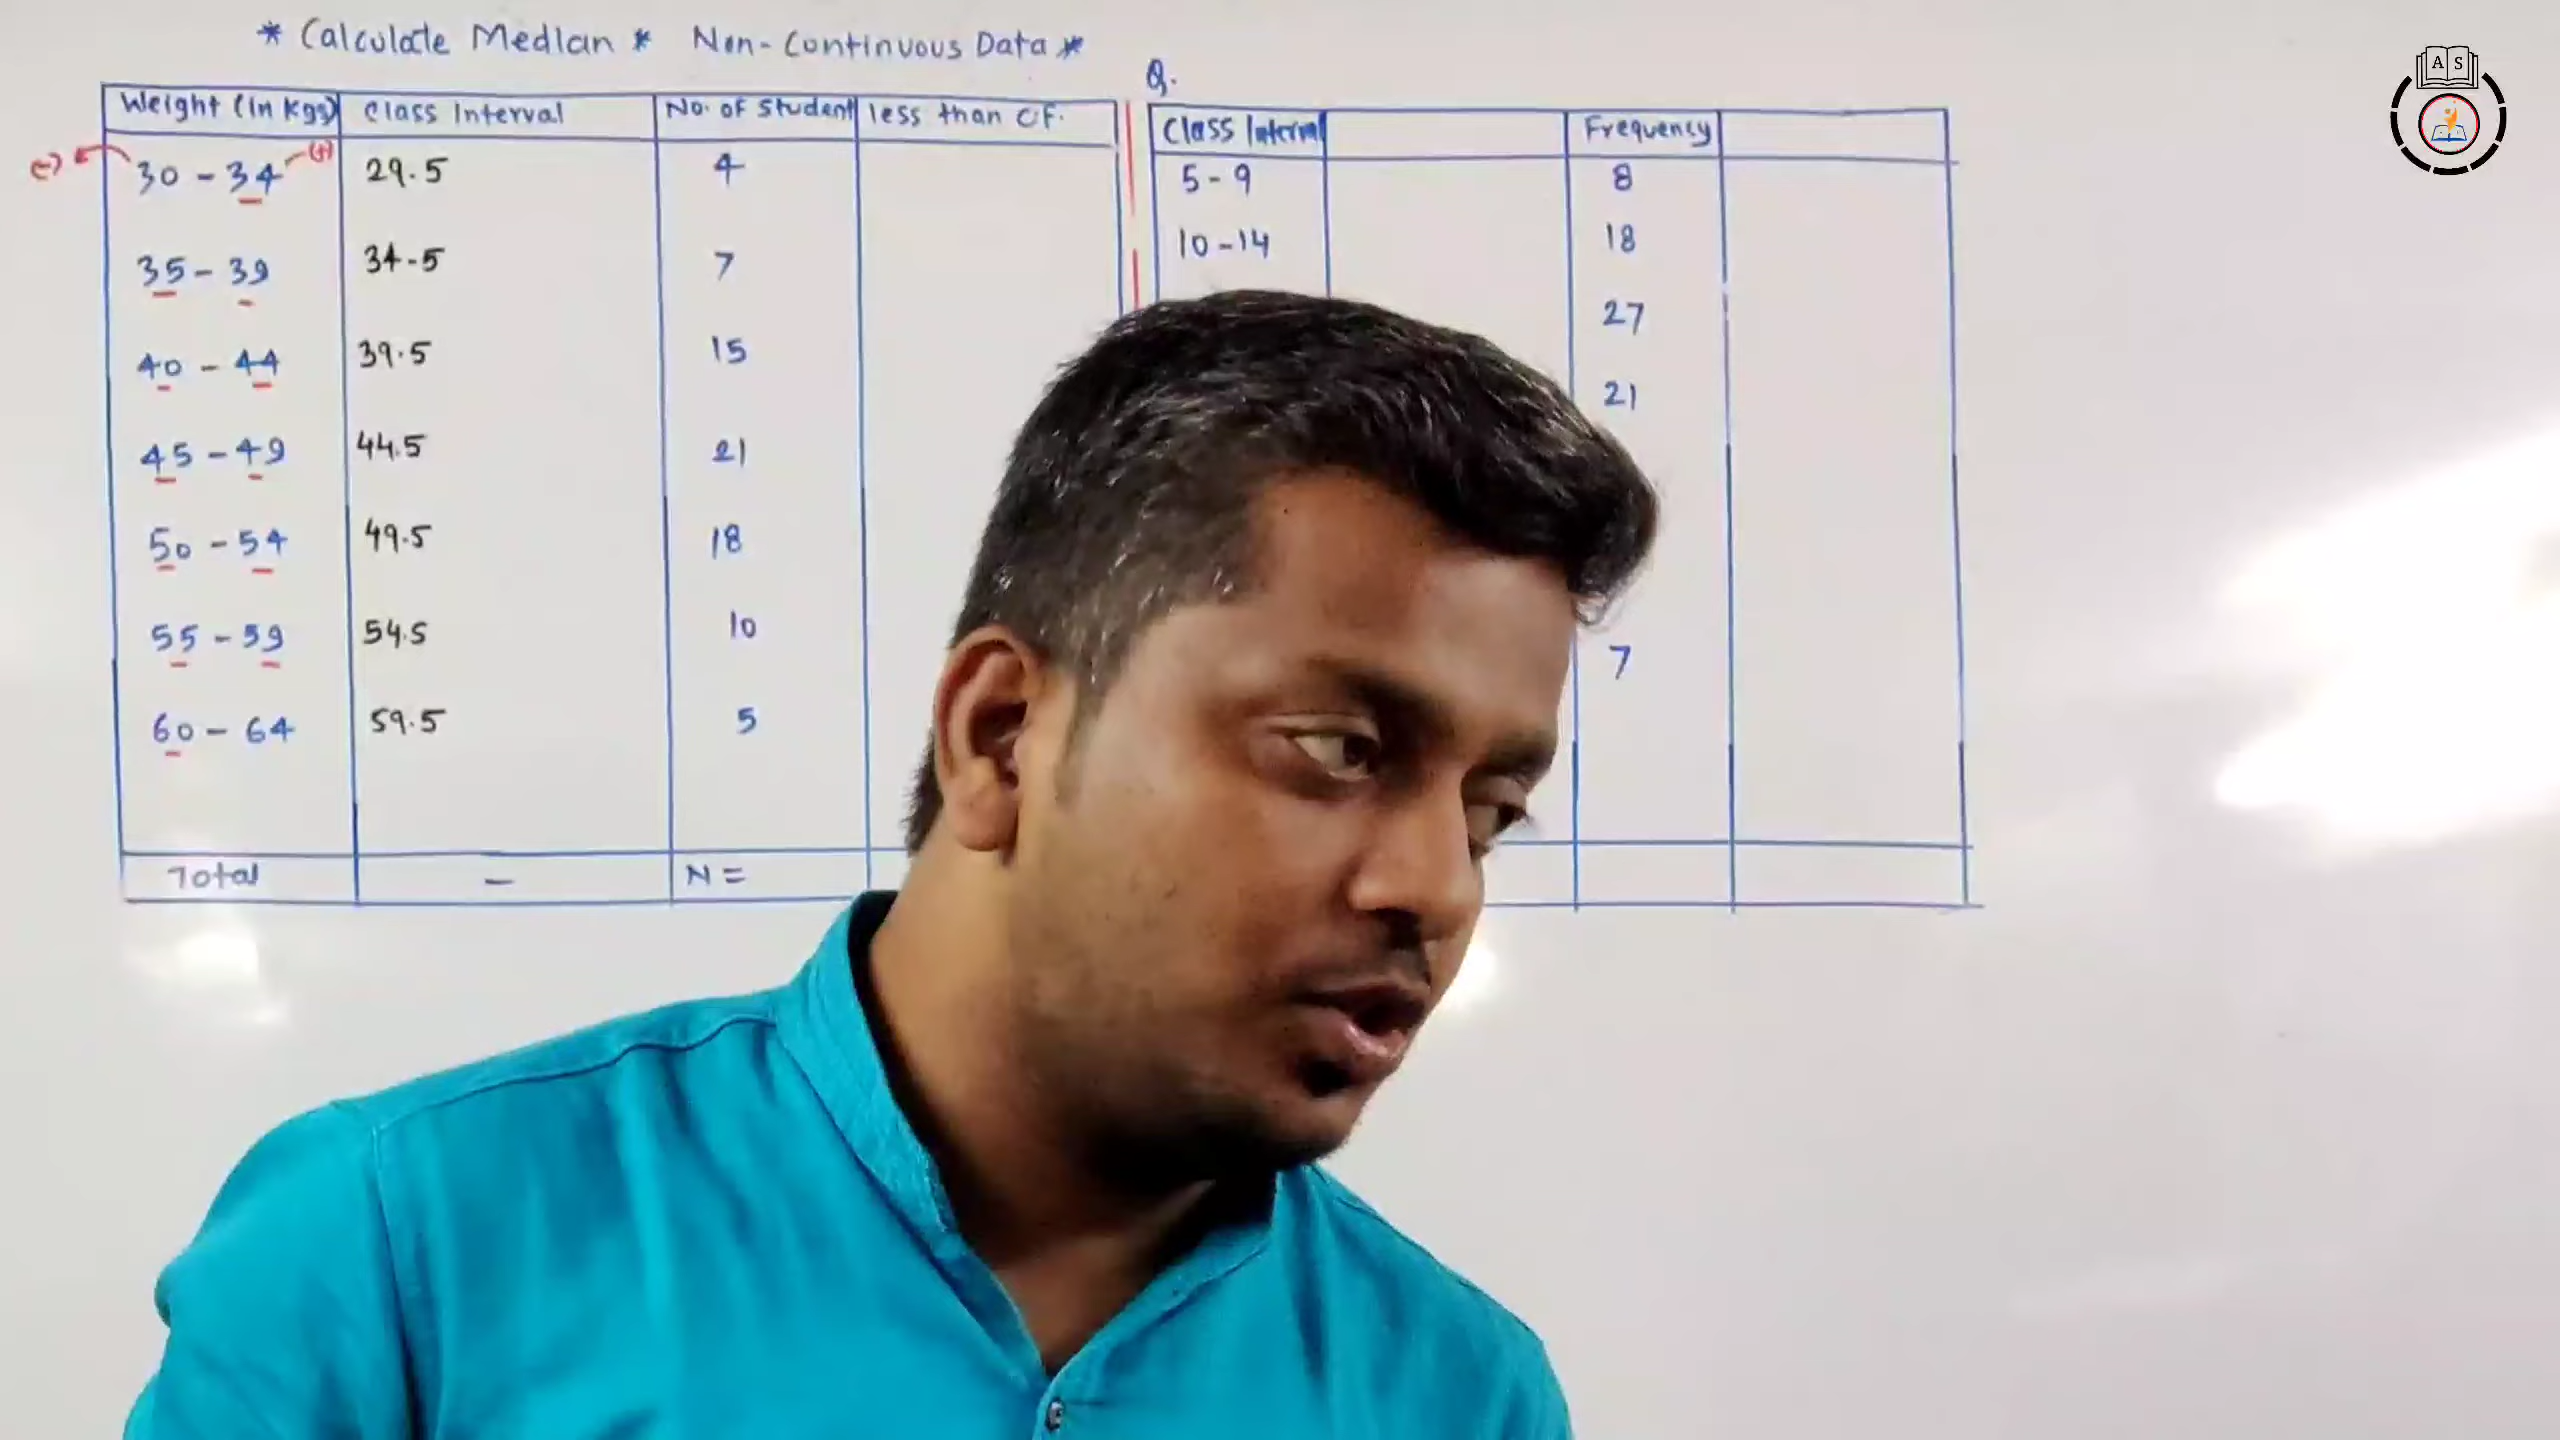 * Calculate Median * Non-Continuous Data *
Weight (In kgs) Class Interval No. of Student less than C.F.
(-) 30 - 34 (+) 29.5 4
35 - 39 34.5 7
40 - 44 39.5 15
45 - 49 44.5 21
50 - 54 49.5 18
55 - 59 54.5 10
60 - 64 59.5 5
Total - N =
Q.
Class Interval Frequency
5 - 9 8
10 - 14 18
27
21
7
A S